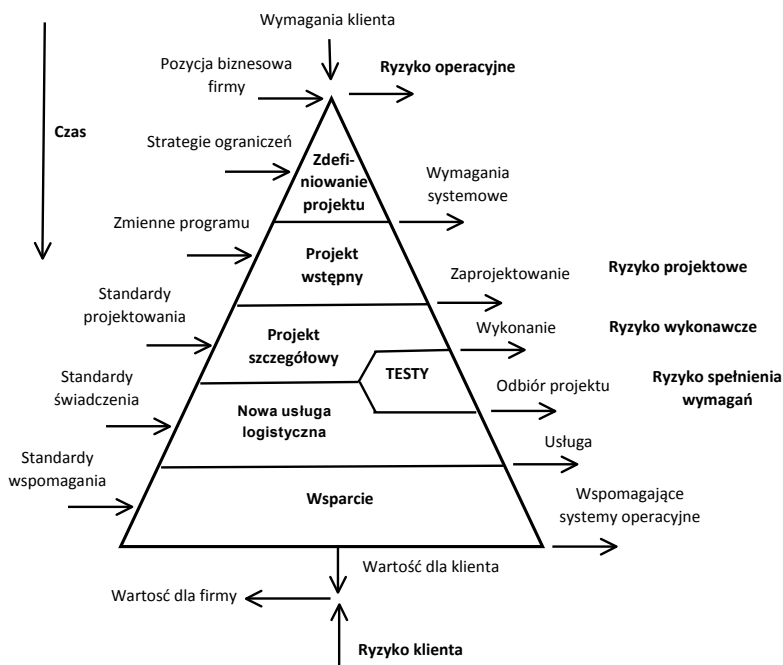 Wymagania klienta
Pozycja biznesowa
firmy
Ryzyko operacyjne
Czas
Strategie ograniczeń
Zdefi-
niowanie
projektu
Wymagania
systemowe
Zmienne programu
Projekt
wstępny
Zaprojektowanie
Ryzyko projektowe
Standardy
projektowania
Projekt
szczegółowy
Wykonanie
Ryzyko wykonawcze
TESTY
Standardy
świadczenia
Odbiór projektu
Ryzyko spełnienia
wymagań
Nowa usługa
logistyczna
Usługa
Standardy
wspomagania
Wsparcie
Wspomagające
systemy operacyjne
Wartość dla klienta
Wartość dla firmy
Ryzyko klienta